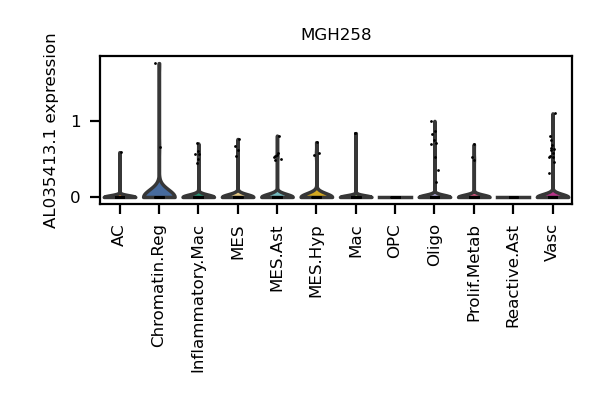 MGH258
AL035413.1 expression
1
0
AC
Chromatin.Reg
Inflammatory.Mac
MES
MES.Ast
MES.Hyp
Mac
OPC
Oligo
Prolif.Metab
Reactive.Ast
Vasc